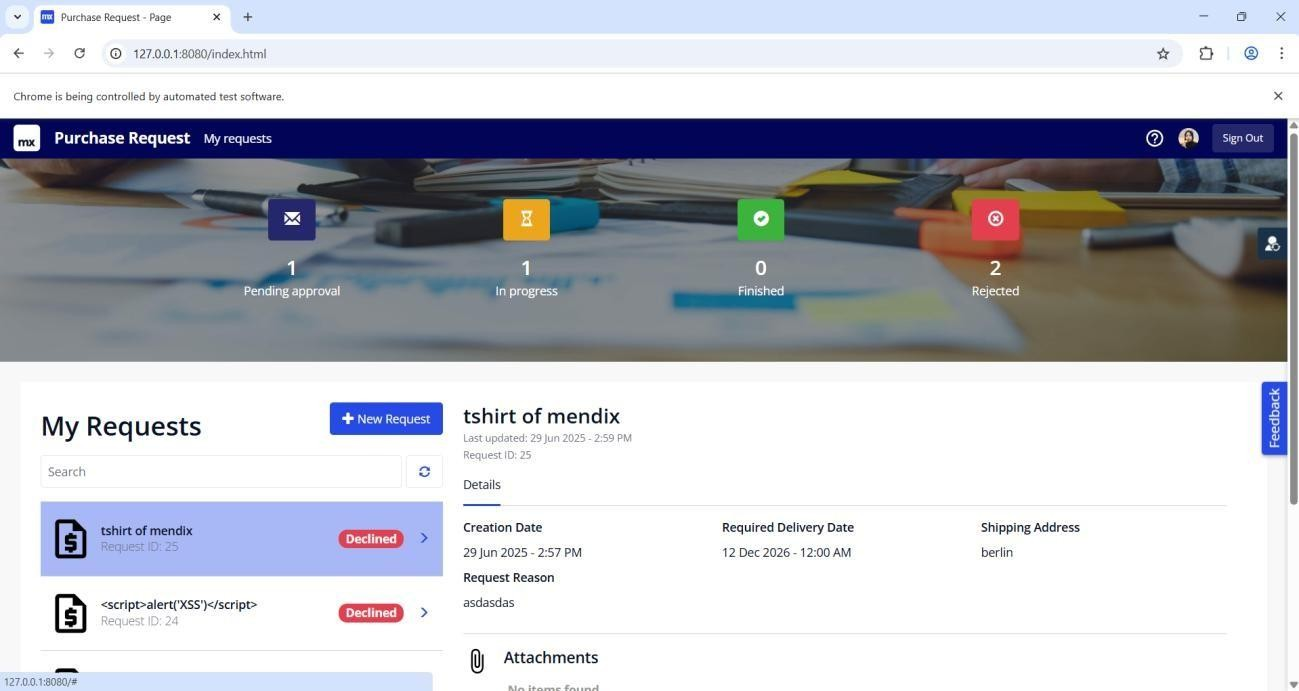 Purchase Request - Page
127.0.0.1:8080/index.html
Chrome is being controlled by automated test software.
mx Purchase Request My requests Sign Out
1 1 0 2
Pending approval In progress Finished Rejected
Feedback
My Requests
New Request
Search
tshirt of mendix
Request ID: 25
Declined
<script>alert('XSS')</script>
Request ID: 24
Declined
tshirt of mendix
Last updated: 29 Jun 2025 - 2:59 PM
Request ID: 25
Details
Creation Date Required Delivery Date Shipping Address
29 Jun 2025 - 2:57 PM 12 Dec 2026 - 12:00 AM berlin
Request Reason
asdasdas
Attachments
No items found
127.0.0.1:8080/#